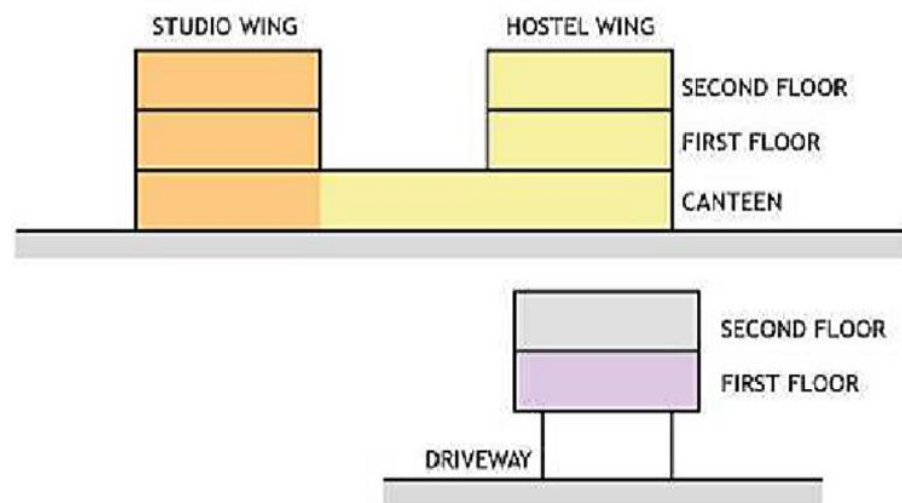 STUDIO WING
HOSTEL WING
SECOND FLOOR
FIRST FLOOR
CANTEEN
SECOND FLOOR
FIRST FLOOR
DRIVEWAY